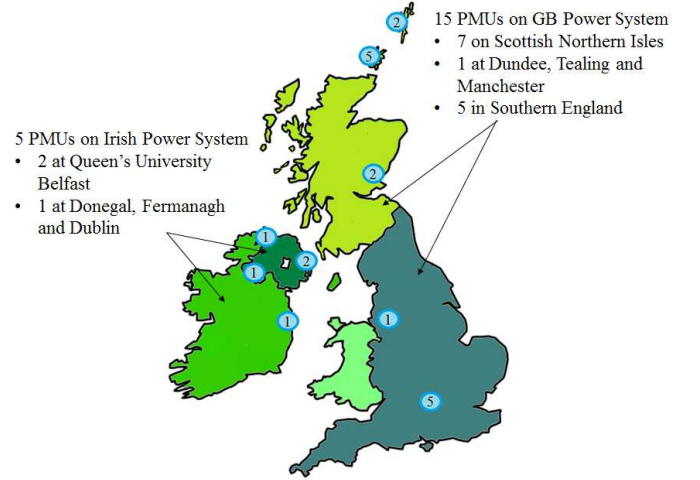 15 PMUs on GB Power System
• 7 on Scottish Northern Isles
• 1 at Dundee, Tealing and
Manchester
• 5 in Southern England
5 PMUs on Irish Power System
• 2 at Queen's University
Belfast
• 1 at Donegal, Fermanagh
and Dublin
2
5
2
1
2
1
1
1
5